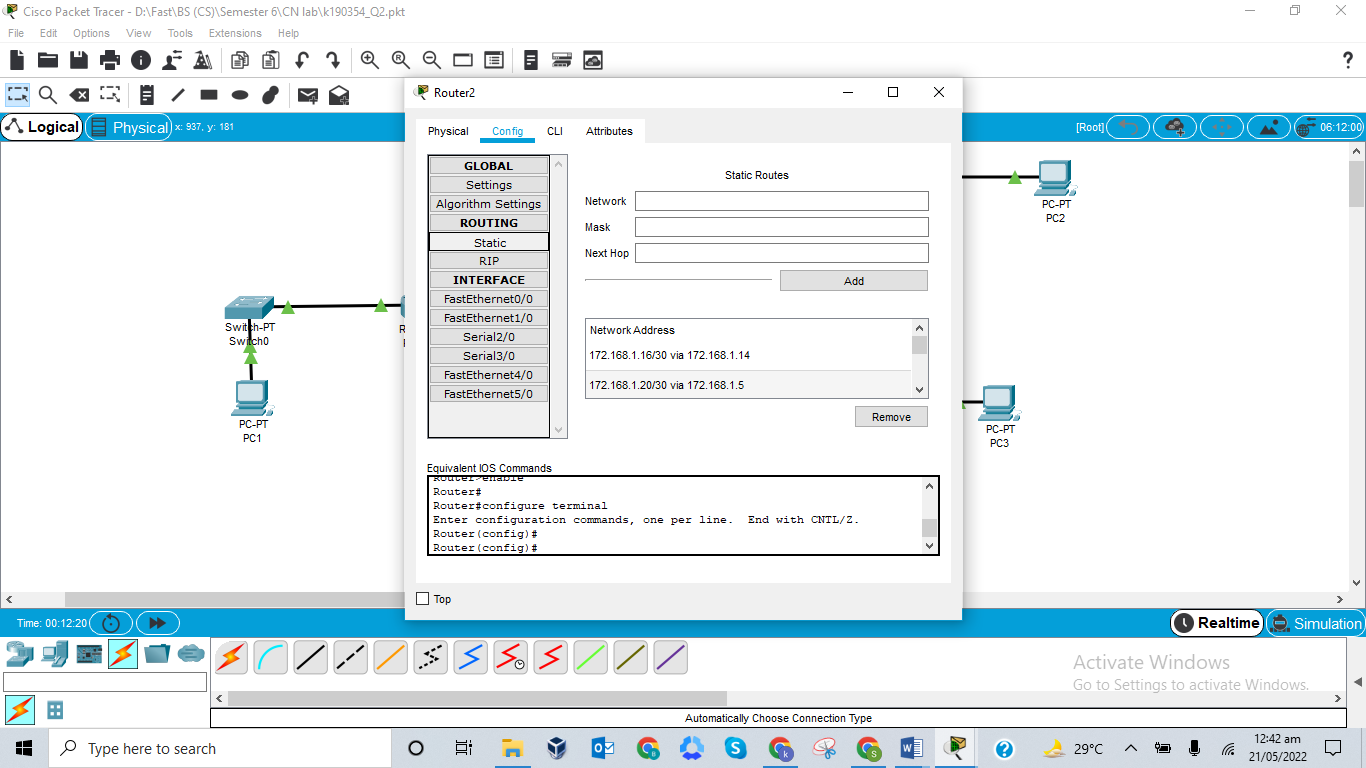 Cisco Packet Tracer - D:\Fast\BS (CS)\Semester 6\CN lab\k190354_Q2.pkt
File Edit Options View Tools Extensions Help
?
Logical
Physical
x: 937, y: 181
[Root]
06:12:00
Router2
Physical Config CLI Attributes
GLOBAL
Settings
Algorithm Settings
ROUTING
Static
RIP
INTERFACE
FastEthernet0/0
FastEthernet1/0
Serial2/0
Serial3/0
FastEthernet4/0
FastEthernet5/0
Static Routes
Network
Mask
Next Hop
Add
Network Address
172.168.1.16/30 via 172.168.1.14
172.168.1.20/30 via 172.168.1.5
Remove
Equivalent IOS Commands
Router>enable
Router#
Router#configure terminal
Enter configuration commands, one per line. End with CNTL/Z.
Router(config)#
Router(config)#
Top
Switch-PT
Switch0
PC-PT
PC1
PC-PT
PC2
PC-PT
PC3
Time: 00:12:20
Realtime
Simulation
Activate Windows
Go to Settings to activate Windows.
Automatically Choose Connection Type
Type here to search
29°C
12:42 am
21/05/2022